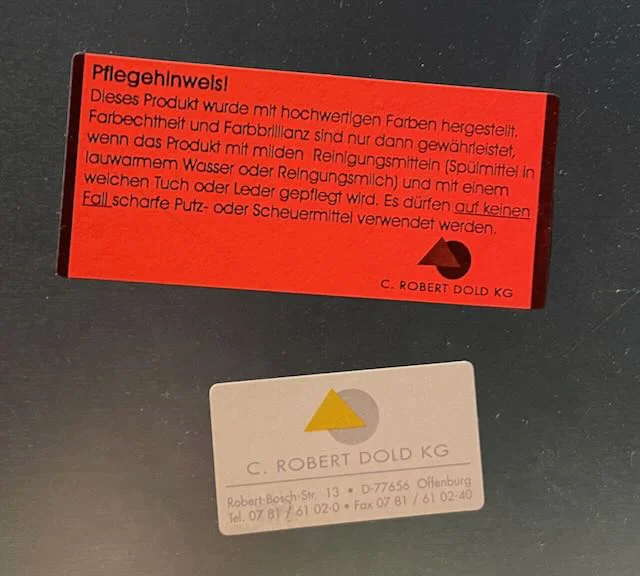 Pflegehinweis!
Dieses Produkt wurde mit hochwertigen Farben hergestellt.
Farbechtheit und Farbbrillianz sind nur dann gewährleistet,
wenn das Produkt mit milden Reinigungsmitteln (Spülmittel in
lauwarmem Wasser oder Reingungsmilch) und mit einem
weichen Tuch oder Leder gepflegt wird. Es dürfen auf keinen
Fall scharfe Putz- oder Scheuermittel verwendet werden.
C. ROBERT DOLD KG
C. ROBERT DOLD KG
Robert-Bosch-Str. 13 • D-77656 Offenburg
Tel. 07 81 / 61 02-0 • Fax 07 81 / 61 02-40